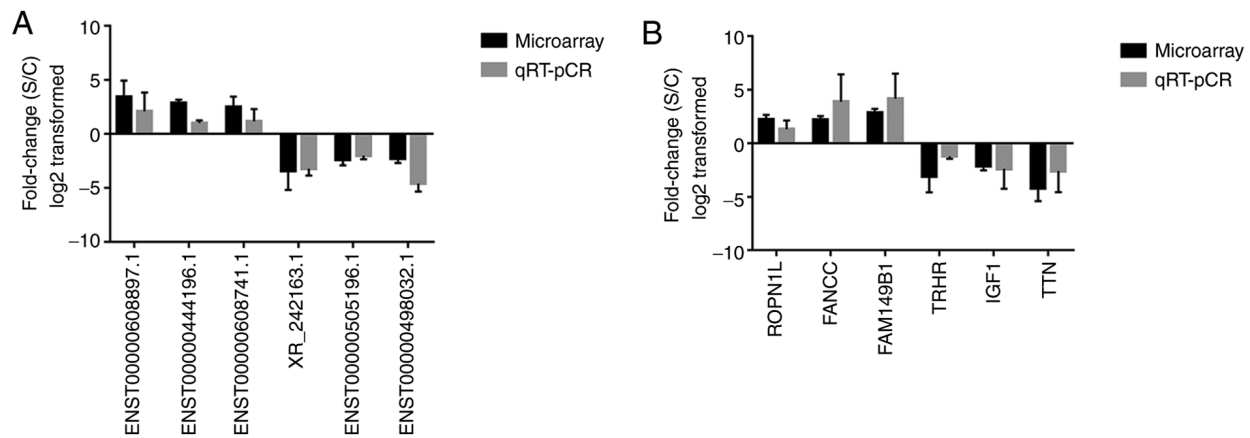 A
Fold-change (S/C)
log2 transformed
10
5
0
−5
−10
Microarray
qRT-pCR
ENST00000608897.1
ENST00000444196.1
ENST00000608741.1
XR_242163.1
ENST00000505196.1
ENST00000498032.1
B
Fold-change (S/C)
log2 transformed
10
5
0
−5
−10
Microarray
qRT-pCR
ROPN1L
FANCC
FAM149B1
TRHR
IGF1
TTN